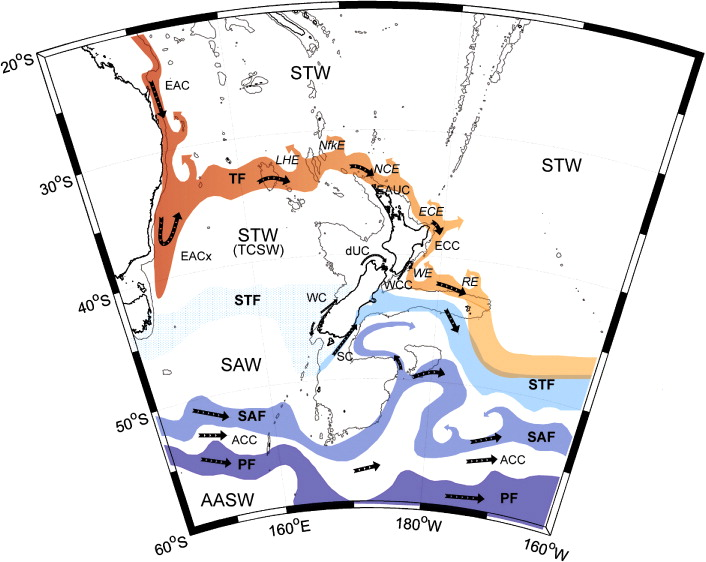 20°S
30°S
40°S
50°S
60°S
160°E
180°W
160°W
STW
EAC
STW
LHE
NfkE
NCE
TF
EAUC
ECE
STW
(TCSW)
EACx
dUC
ECC
WE
RE
WCC
STF
WC
SAW
SC
STF
SAF
ACC
SAF
PF
ACC
AASW
PF